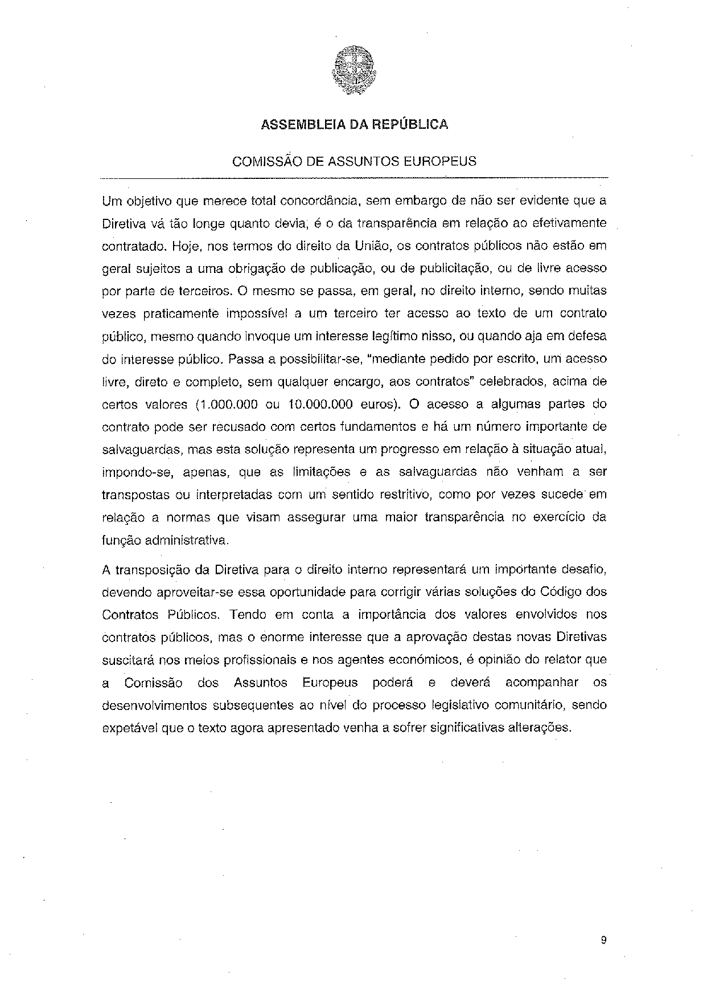 ASSEMBLEIA DA REPÚBLICA
COMISSÃO DE ASSUNTOS EUROPEUS
Um objetivo que merece total concordância, sem embargo de não ser evidente que a
Diretiva vá tão longe quanto devia, é o da transparência em relação ao efetivamente
contratado. Hoje, nos termos do direito da União, os contratos públicos não estão em
geral sujeitos a uma obrigação de publicação, ou de publicitação, ou de livre acesso
por parte de terceiros. O mesmo se passa, em geral, no direito interno, sendo muitas
vezes praticamente impossível a um terceiro ter acesso ao texto de um contrato
público, mesmo quando invoque um interesse legítimo nisso, ou quando aja em defesa
do interesse público. Passa a possibilitar-se, "mediante pedido por escrito, um acesso
livre, direto e completo, sem qualquer encargo, aos contratos" celebrados, acima de
certos valores (1.000.000 ou 10.000.000 euros). O acesso a algumas partes do
contrato pode ser recusado com certos fundamentos e há um número importante de
salvaguardas, mas esta solução representa um progresso em relação à situação atual,
impondo-se, apenas, que as limitações e as salvaguardas não venham a ser
transpostas ou interpretadas com um sentido restritivo, como por vezes sucede em
relação a normas que visam assegurar uma maior transparência no exercício da
função administrativa.
A transposição da Diretiva para o direito interno representará um importante desafio,
devendo aproveitar-se essa oportunidade para corrigir várias soluções do Código dos
Contratos Públicos. Tendo em conta a importância dos valores envolvidos nos
contratos públicos, mas o enorme interesse que a aprovação destas novas Diretivas
suscitará nos meios profissionais e nos agentes económicos, é opinião do relator que
a Comissão dos Assuntos Europeus poderá e deverá acompanhar os
desenvolvimentos subsequentes ao nível do processo legislativo comunitário, sendo
expetável que o texto agora apresentado venha a sofrer significativas alterações.
9